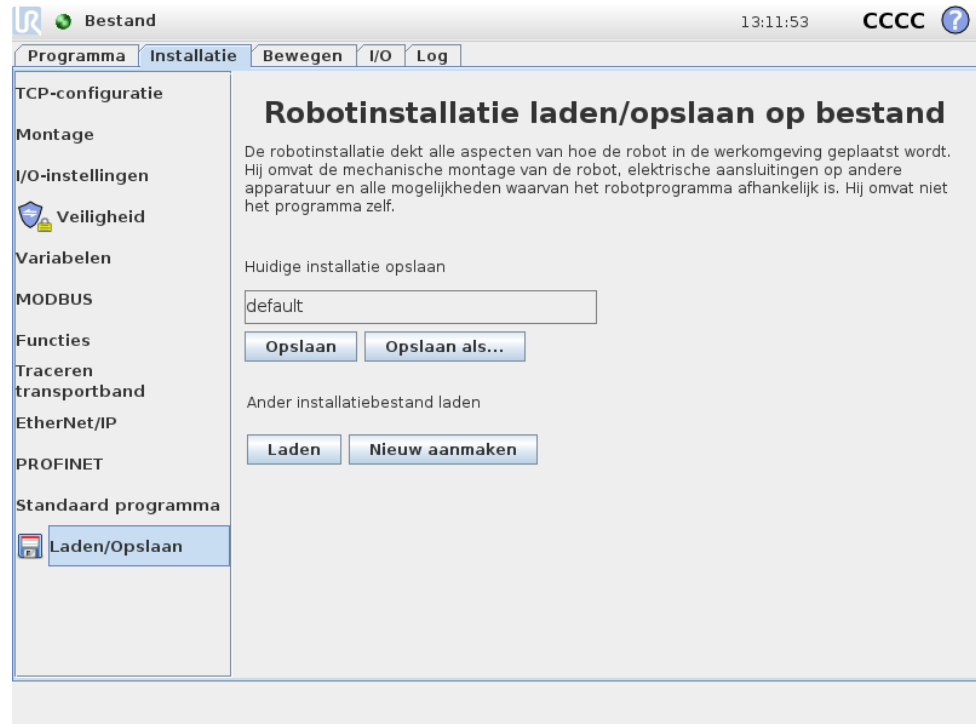 UR Bestand 13:11:53 CCCC ?
Programma Installatie Bewegen I/O Log
TCP-configuratie
Montage
I/O-instellingen
Veiligheid
Variabelen
MODBUS
Functies
Traceren
transportband
EtherNet/IP
PROFINET
Standaard programma
Laden/Opslaan
Robotinstallatie laden/opslaan op bestand
De robotinstallatie dekt alle aspecten van hoe de robot in de werkomgeving geplaatst wordt.
Hij omvat de mechanische montage van de robot, elektrische aansluitingen op andere
apparatuur en alle mogelijkheden waarvan het robotprogramma afhankelijk is. Hij omvat niet
het programma zelf.
Huidige installatie opslaan
default
Opslaan Opslaan als...
Ander installatiebestand laden
Laden Nieuw aanmaken